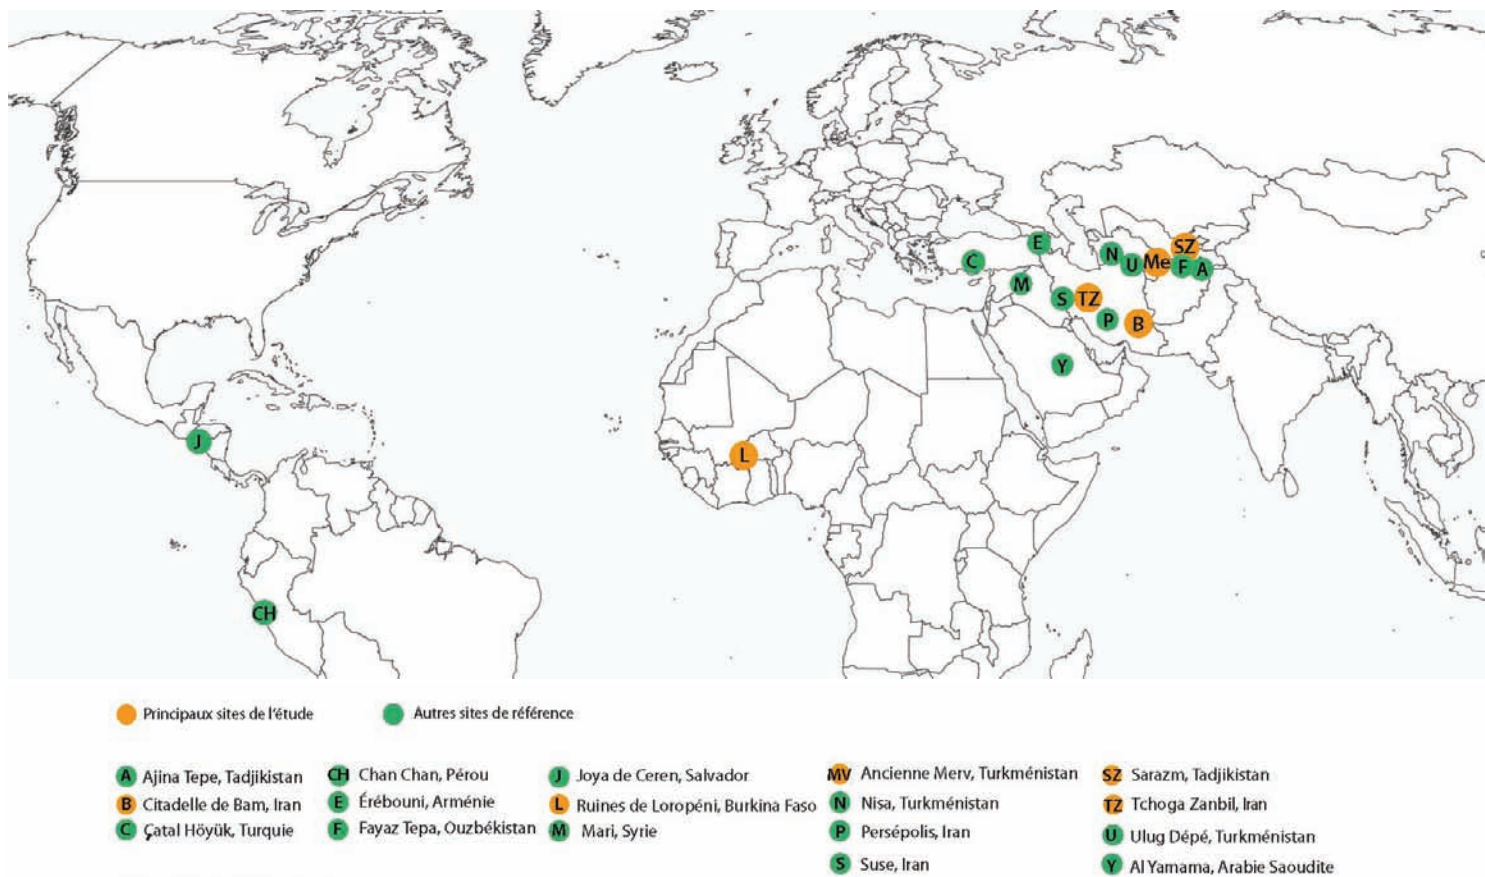 E
SZ
N
Me
C
U
F
A
M
S
TZ
P
B
Y
J
L
CH
Principaux sites de l'étude
Autres sites de référence
A Ajina Tepe, Tadjikistan
B Citadelle de Bam, Iran
C Çatal Höyük, Turquie
CH Chan Chan, Pérou
E Érébouni, Arménie
F Fayaz Tepa, Ouzbékistan
J Joya de Ceren, Salvador
L Ruines de Loropéni, Burkina Faso
M Mari, Syrie
MV Ancienne Merv, Turkménistan
N Nisa, Turkménistan
P Persépolis, Iran
S Suse, Iran
SZ Sarazm, Tadjikistan
TZ Tchoga Zanbil, Iran
U Ulug Dépé, Turkménistan
Y Al Yamama, Arabie Saoudite